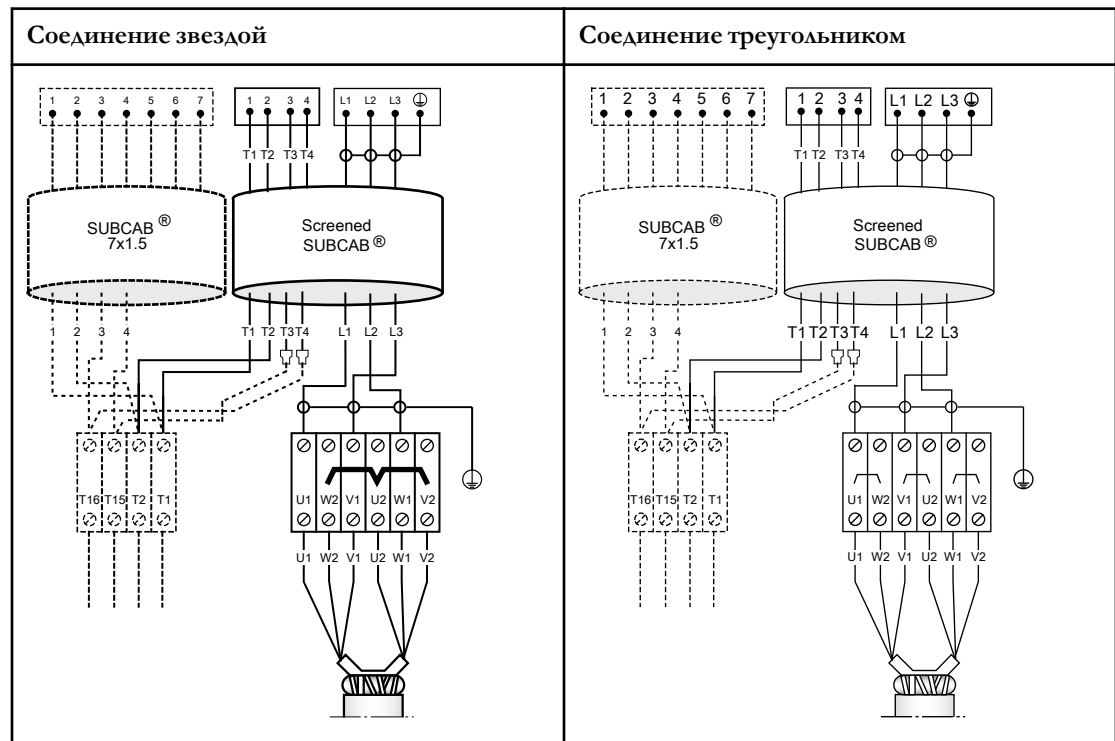 Соединение звездой
Соединение треугольником
1 2 3 4 5 6 7
1 2 3 4
L1 L2 L3
1 2 3 4 5 6 7
1 2 3 4
L1 L2 L3
T1 T2 T3 T4
T1 T2 T3 T4
SUBCAB ®
7x1.5
Screened
SUBCAB ®
SUBCAB ®
7x1.5
Screened
SUBCAB ®
1 2 3 4
T1 T2 T3 T4
L1 L2 L3
1 2 3 4
T1 T2 T3 T4
L1 L2 L3
T16 T15 T2 T1
U1 W2 V1 U2 W1 V2
T16 T15 T2 T1
U1 W2 V1 U2 W1 V2
U1 W2 V1 U2 W1 V2
U1 W2 V1 U2 W1 V2